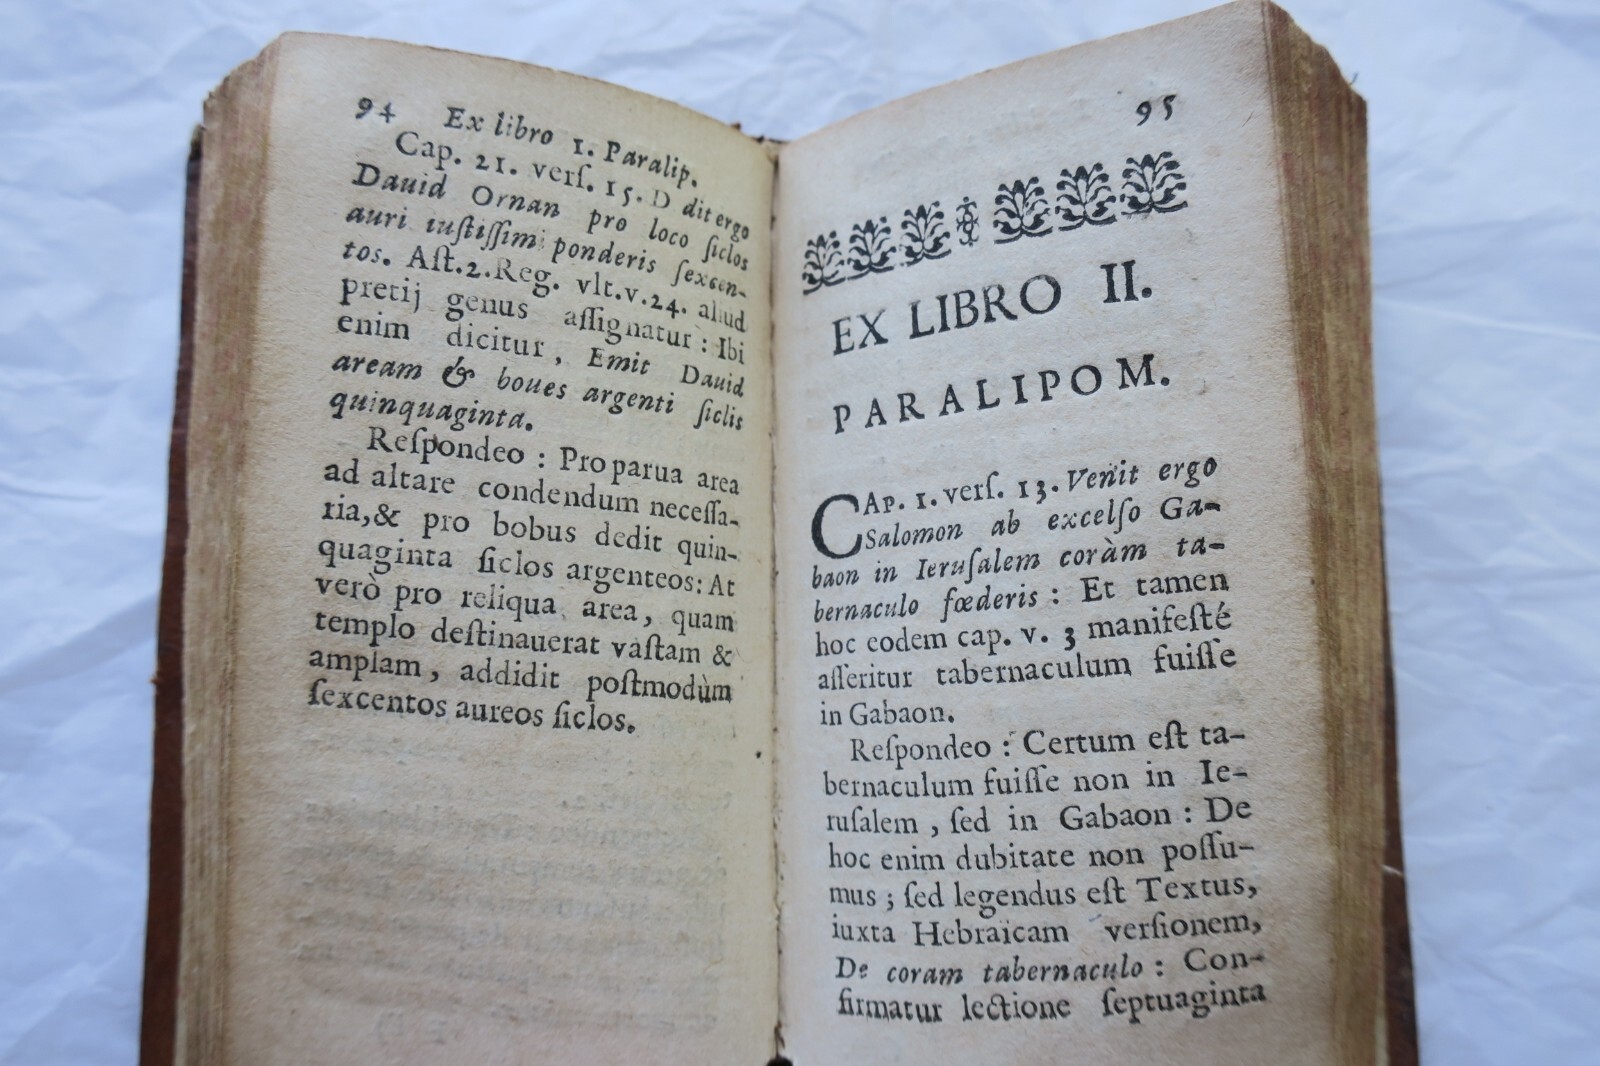 94 Ex libro 1. Paralip.
Cap. 21. verſ. 15. D dit ergo
Dauid Ornan pro loco ſiclos
auri iuſtiſſimi ponderis ſexcen-
tos. Aſt. 2. Reg. vlt. v. 24. aliud
pretij genus aſſignatur : Ibi
enim dicitur, Emit Dauid
aream & boues argenti ſiclis
quinquaginta.
Reſpondeo : Pro parua area
ad altare condendum neceſſa-
ria, & pro bobus dedit quin-
quaginta ſiclos argenteos: At
verò pro reliqua area, quam
templo deſtinauerat vaſtam &
amplam, addidit poſtmodùm
ſexcentos aureos ſiclos.
95
EX LIBRO II.
PARALIPOM.
CAP. 1. verſ. 13. Venit ergo
Salomon ab excelſo Ga-
baon in Ieruſalem coràm ta-
bernaculo fœderis : Et tamen
hoc eodem cap. v. 3 manifeſté
aſſeritur tabernaculum fuiſſe
in Gabaon.
Reſpondeo : Certum eſt ta-
bernaculum fuiſſe non in Ie-
ruſalem, ſed in Gabaon : De
hoc enim dubitate non poſſu-
mus ; ſed legendus eſt Textus,
iuxta Hebraïcam verſionem,
De coram tabernaculo : Con-
firmatur lectione ſeptuaginta